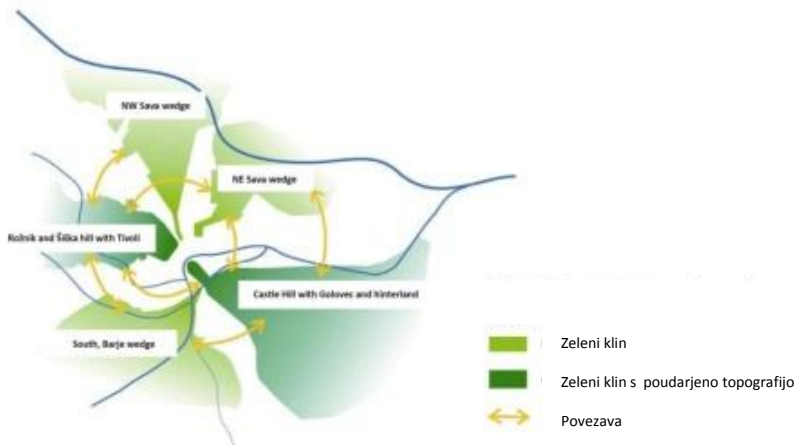 NW Sava wedge
NE Sava wedge
Rožnik and Šiška hill with Tivoli
Castle Hill with Golovec and hinterland
South, Barje wedge
Zeleni klin
Zeleni klin s poudarjeno topografijo
Povezava